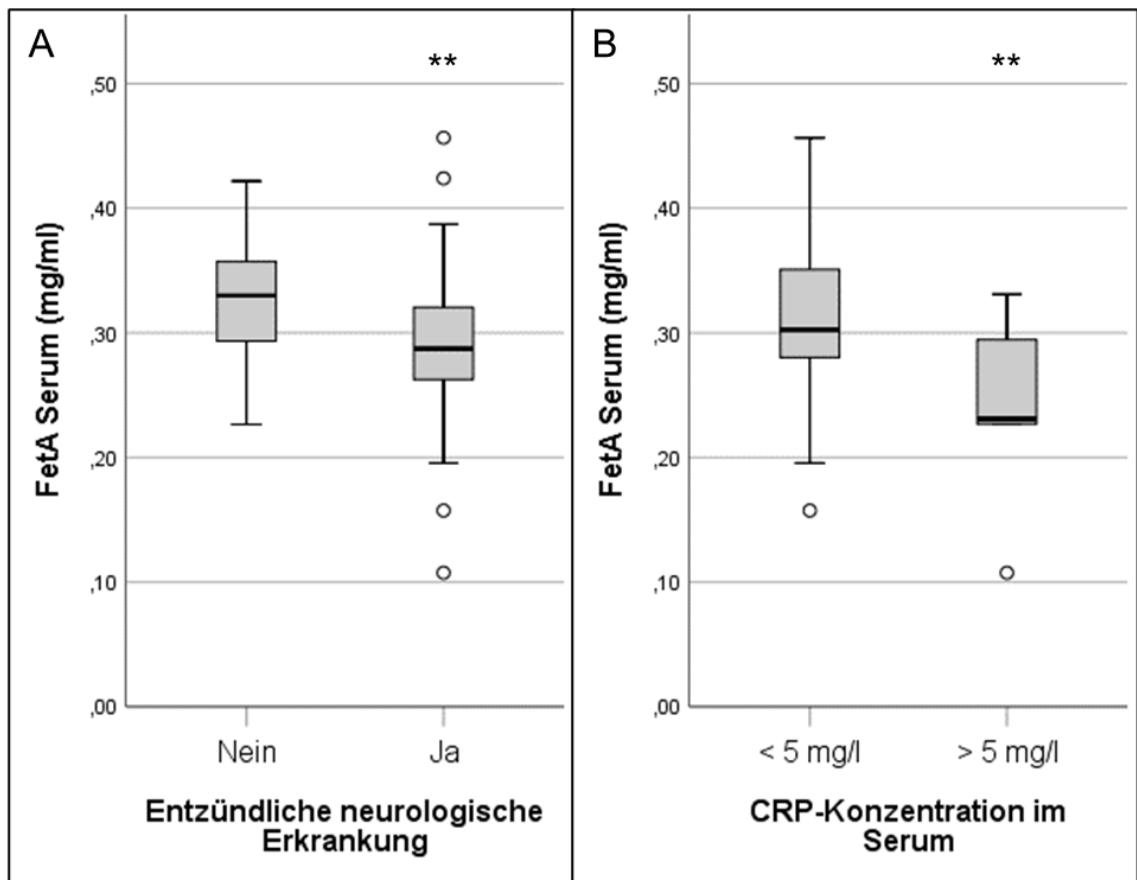 A
**
,50
,40
,30
,20
,10
,00
FetA Serum (mg/ml)
Nein
Ja
Entzündliche neurologische
Erkrankung
B
**
,50
,40
,30
,20
,10
,00
FetA Serum (mg/ml)
< 5 mg/l
> 5 mg/l
CRP-Konzentration im
Serum